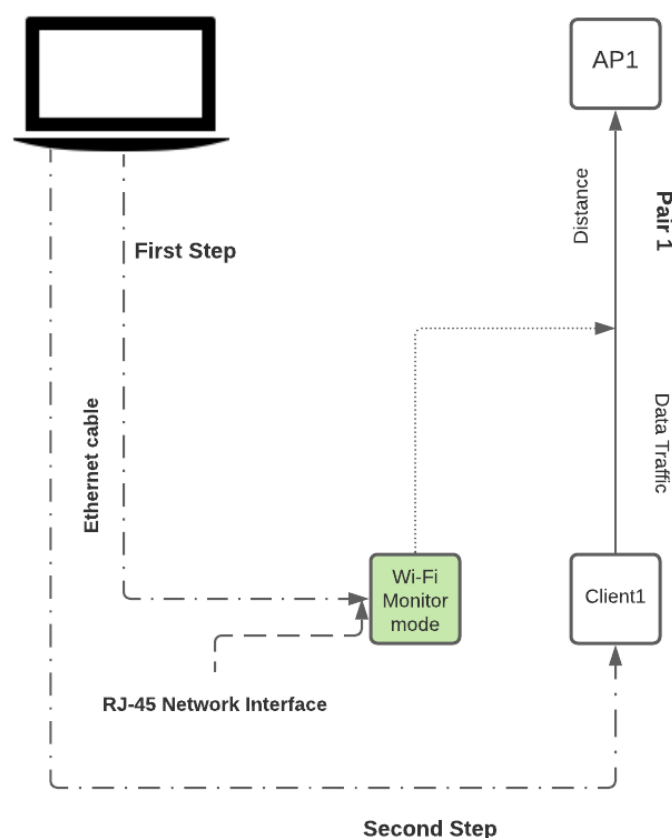 AP1
Distance
Pair 1
First Step
Ethernet cable
Data Traffic
Wi-Fi
Monitor
mode
Client1
RJ-45 Network Interface
Second Step